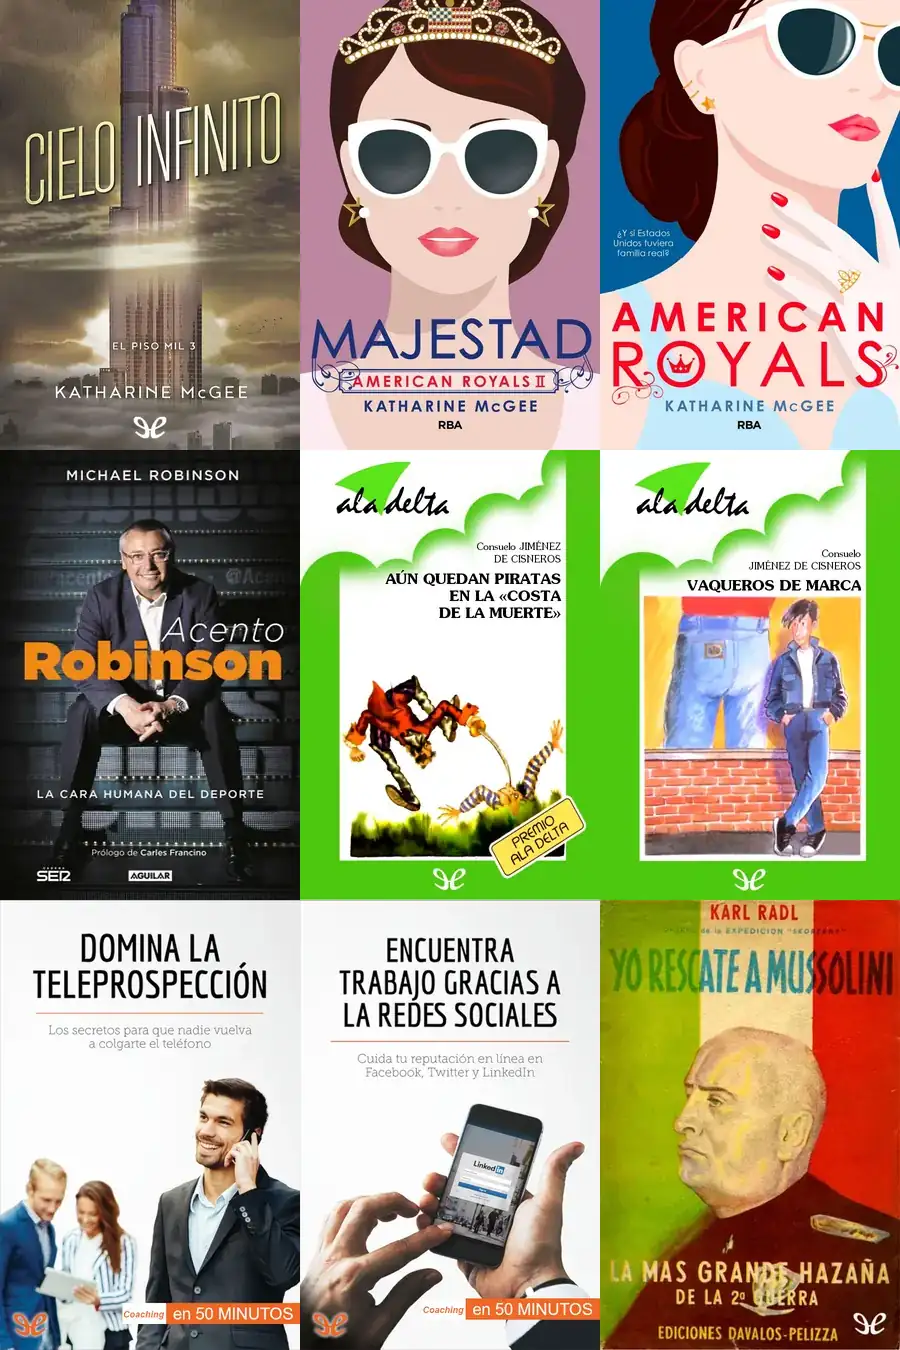 CIELO INFINITO
EL PISO MIL 3
KATHARINE McGEE
MAJESTAD
AMERICAN ROYALS II
KATHARINE McGEE
RBA
¿Y si Estados
Unidos tuviera
familia real?
AMERICAN
ROYALS
KATHARINE McGEE
RBA
MICHAEL ROBINSON
Acento
Robinson
LA CARA HUMANA DEL DEPORTE
Prólogo de Carles Francino
CADENA
SER
AGUILAR
ala delta
Consuelo JIMÉNEZ
DE CISNEROS
AÚN QUEDAN PIRATAS
EN LA «COSTA
DE LA MUERTE»
PREMIO
ALA DELTA
ala delta
Consuelo
JIMÉNEZ DE CISNEROS
VAQUEROS DE MARCA
DOMINA LA
TELEPROSPECCIÓN
Los secretos para que nadie vuelva
a colgarte el teléfono
Coaching en 50 MINUTOS
ENCUENTRA
TRABAJO GRACIAS A
LA REDES SOCIALES
Cuida tu reputación en línea en
Facebook, Twitter y LinkedIn
Linked in
Coaching en 50 MINUTOS
KARL RADL
de la EXPEDICION
YO RESCATE A MUSSOLINI
LA MAS GRANDE HAZAÑA
DE LA 2ª GUERRA
EDICIONES DAVALOS-PELIZZA